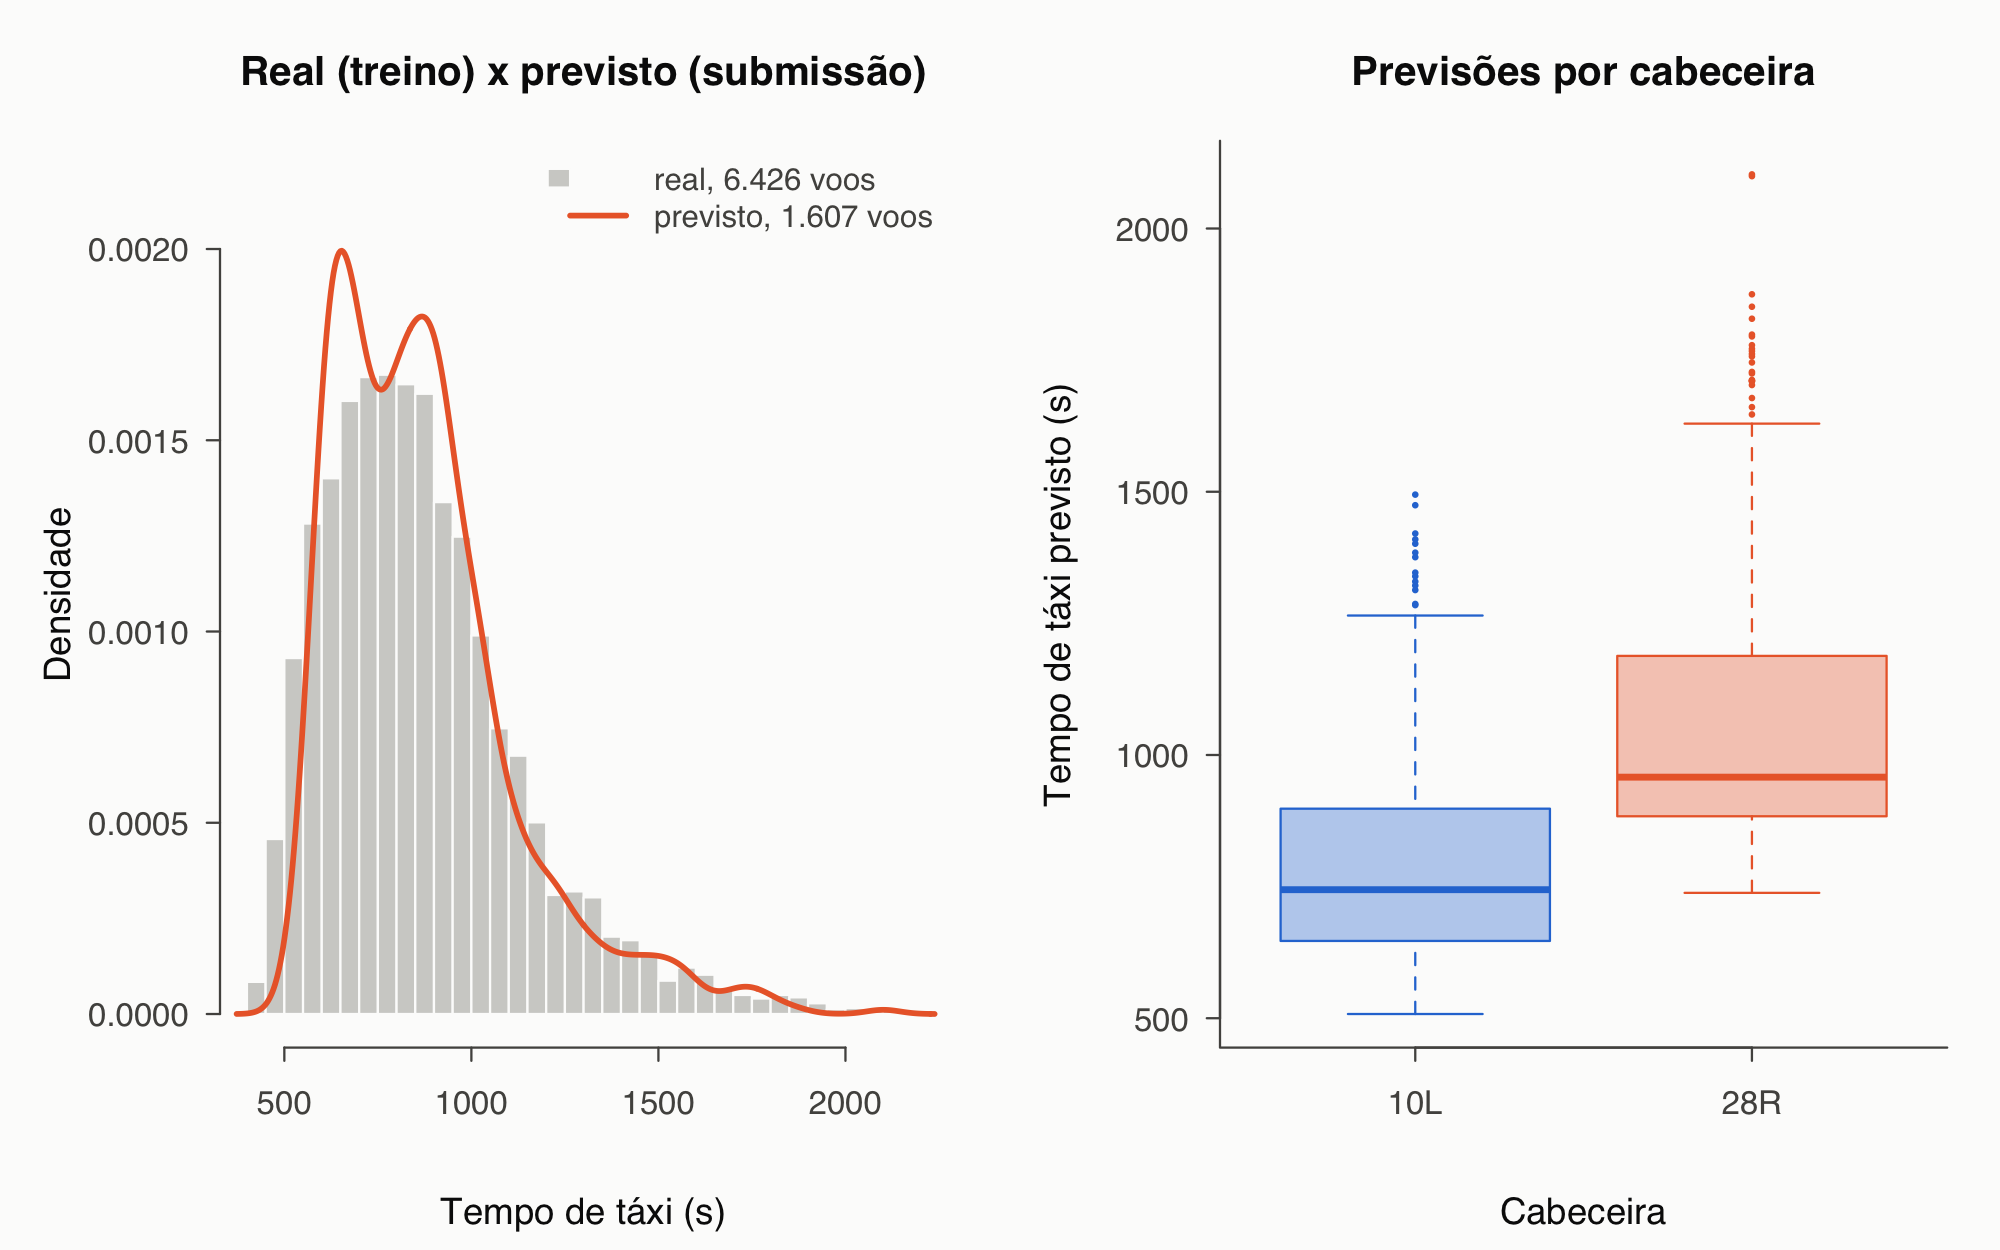 Real (treino) x previsto (submissão)
real, 6.426 voos
previsto, 1.607 voos
Densidade
0.0020
0.0015
0.0010
0.0005
0.0000
500 1000 1500 2000
Tempo de táxi (s)
Previsões por cabeceira
Tempo de táxi previsto (s)
2000
1500
1000
500
10L 28R
Cabeceira